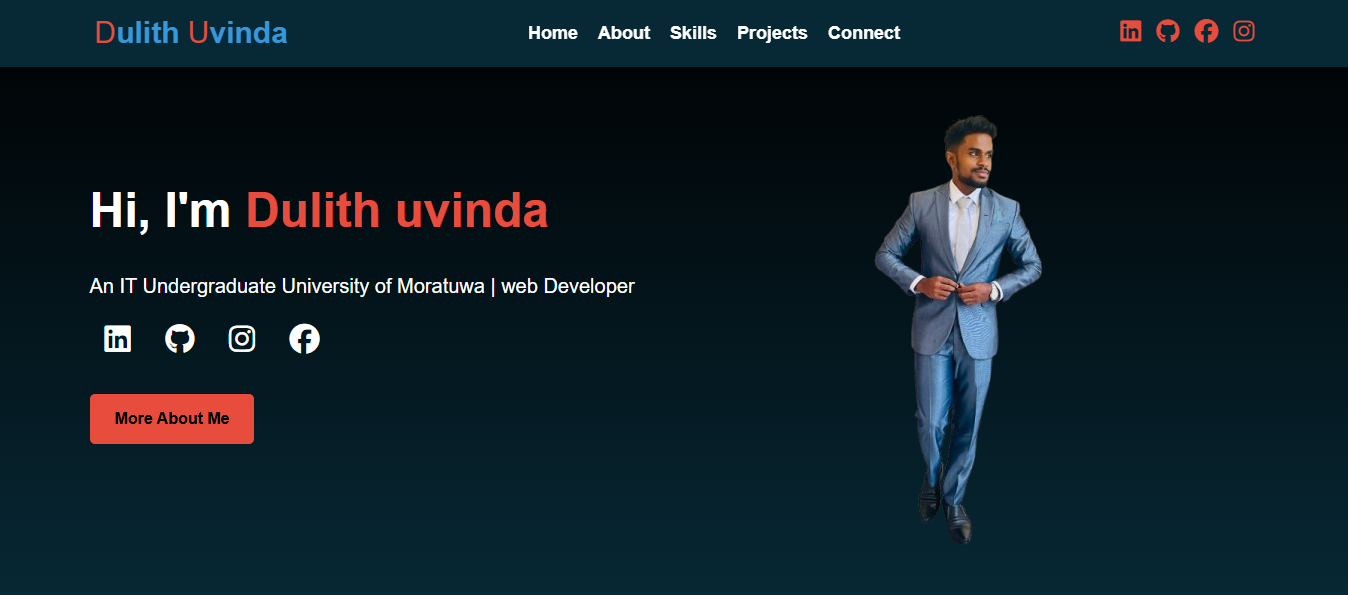 Dulith Uvinda
Home About Skills Projects Connect
Hi, I'm Dulith uvinda
An IT Undergraduate University of Moratuwa | web Developer
More About Me